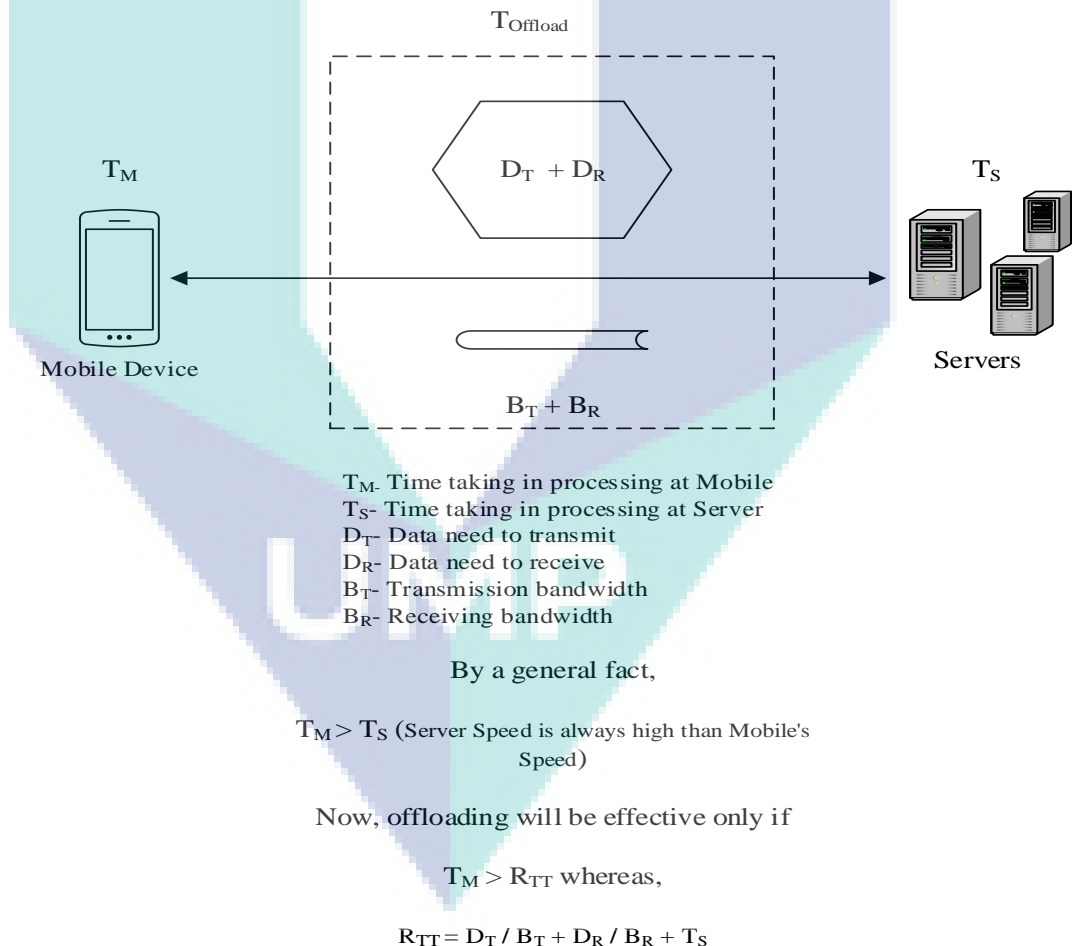 T_Offload
D_T + D_R
T_M
T_S
Mobile Device
Servers
B_T + B_R
T_M- Time taking in processing at Mobile
T_S- Time taking in processing at Server
D_T- Data need to transmit
D_R- Data need to receive
B_T- Transmission bandwidth
B_R- Receiving bandwidth
UMP
By a general fact,
T_M > T_S (Server Speed is always high than Mobile's
Speed)
Now, offloading will be effective only if
T_M > R_TT whereas,
R_TT = D_T / B_T + D_R / B_R + T_S